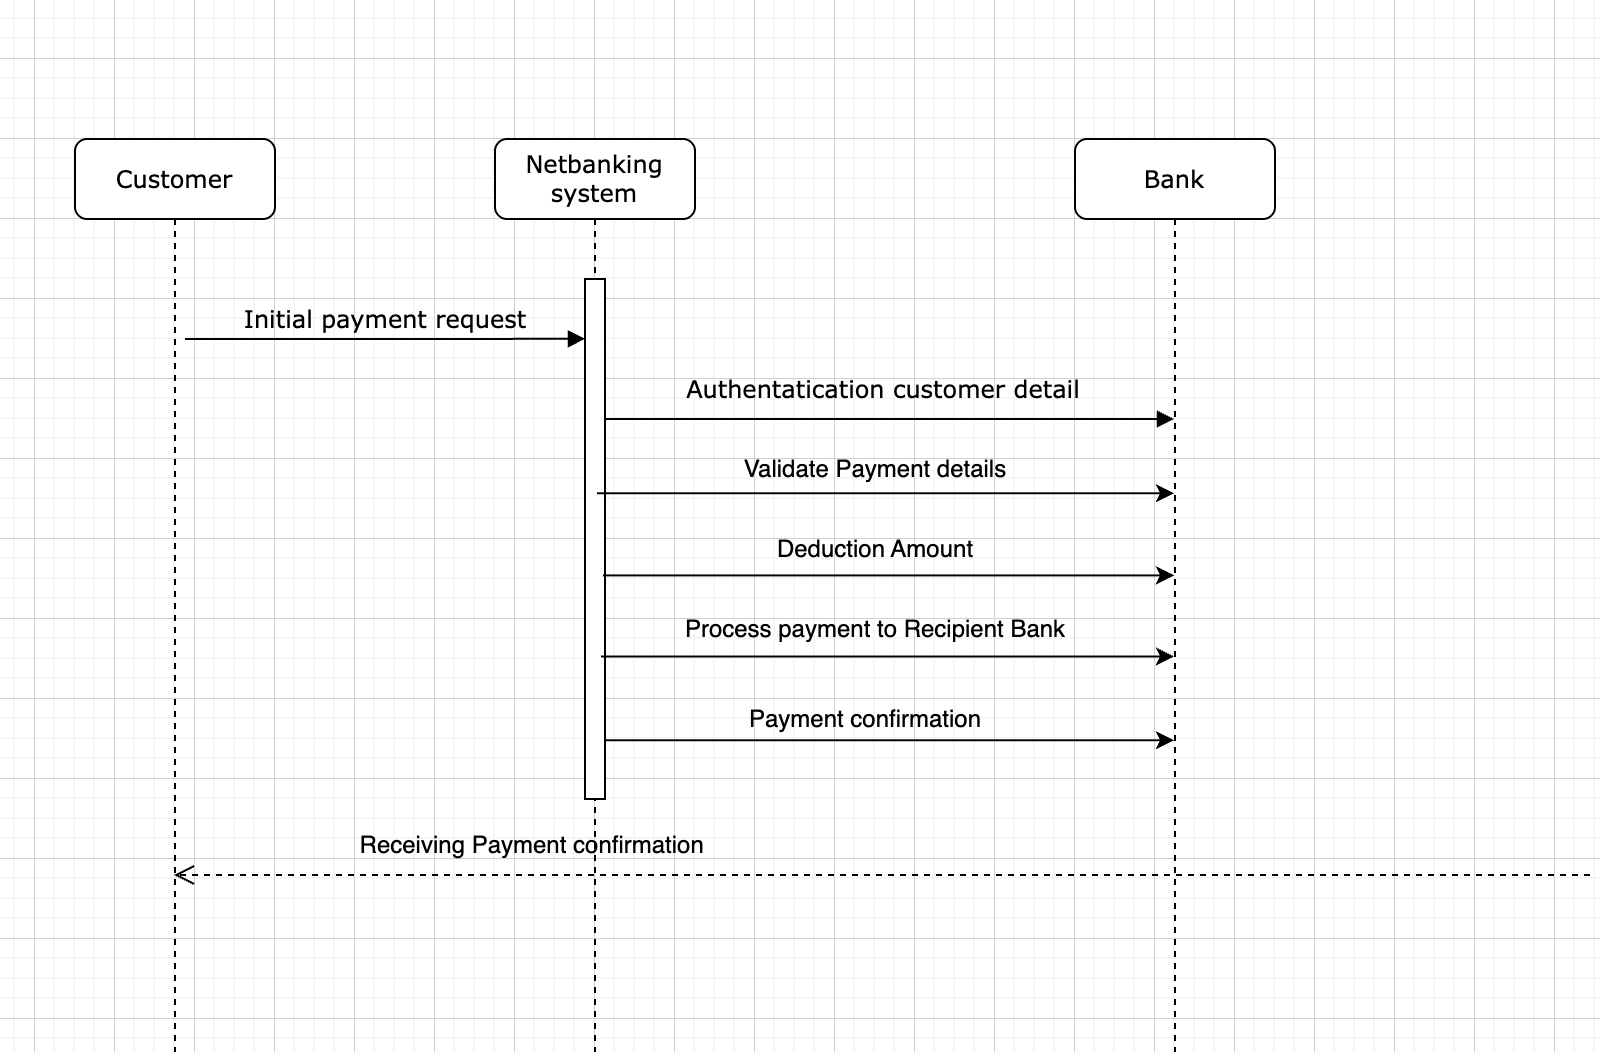 Customer
Netbanking
system
Bank
Initial payment request
Authentatication customer detail
Validate Payment details
Deduction Amount
Process payment to Recipient Bank
Payment confirmation
Receiving Payment confirmation